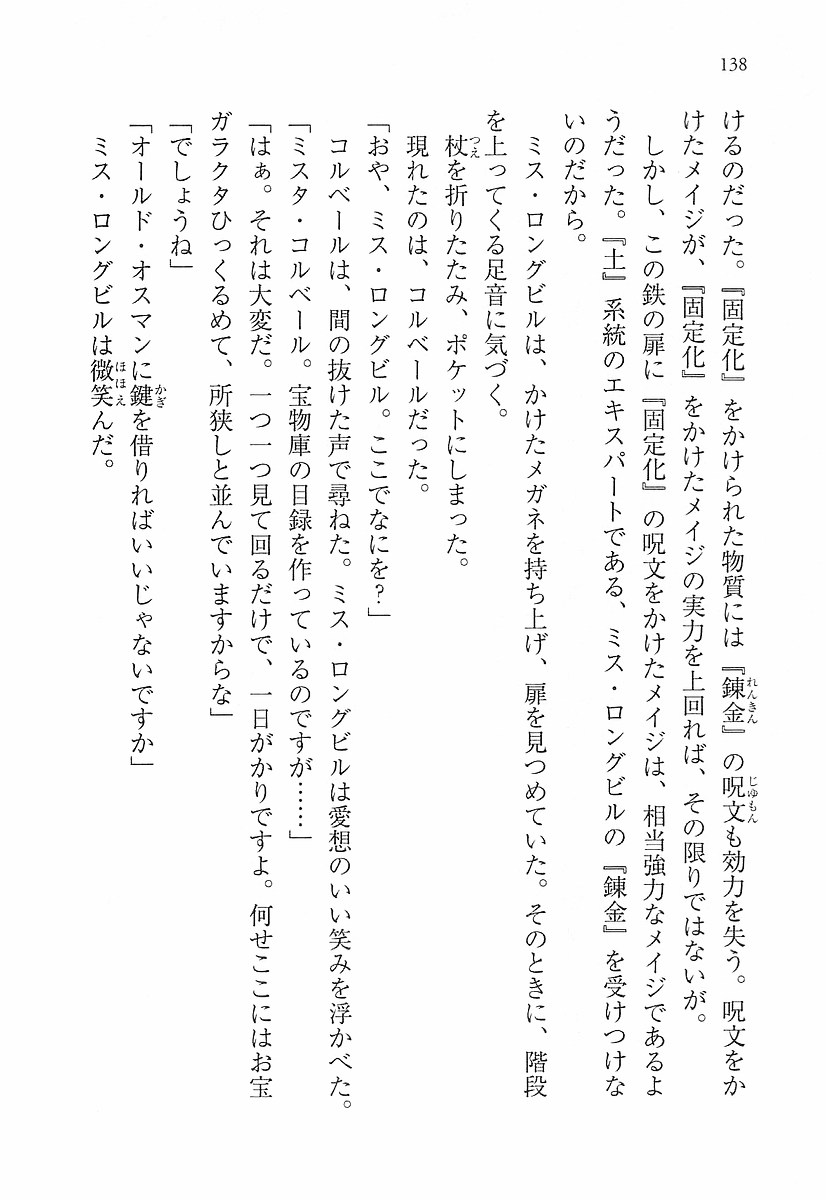 138
けるのだった。『固定化』をかけられた物質には『錬金』の呪文も効力を失う。呪文をか
けたメイジが、『固定化』をかけたメイジの実力を上回れば、その限りではないが。
しかし、この鉄の扉に『固定化』の呪文をかけたメイジは、相当強力なメイジであるよ
うだった。『土』系統のエキスパートである、ミス・ロングビルの『錬金』を受けつけな
いのだから。
ミス・ロングビルは、かけたメガネを持ち上げ、扉を見つめていた。そのときに、階段
を上ってくる足音に気づく。
杖を折りたたみ、ポケットにしまった。
現れたのは、コルベールだった。
「おや、ミス・ロングビル。ここでなにを?」
コルベールは、間の抜けた声で尋ねた。ミス・ロングビルは愛想のいい笑みを浮かべた。
「ミスタ・コルベール。宝物庫の目録を作っているのですが……」
「はぁ。それは大変だ。一つ一つ見て回るだけで、一日がかりですよ。何せここにはお宝
ガラクタひっくるめて、所狭しと並んでいますからな」
「でしょうね」
「オールド・オスマンに鍵を借りればいいじゃないですか」
ミス・ロングビルは微笑んだ。